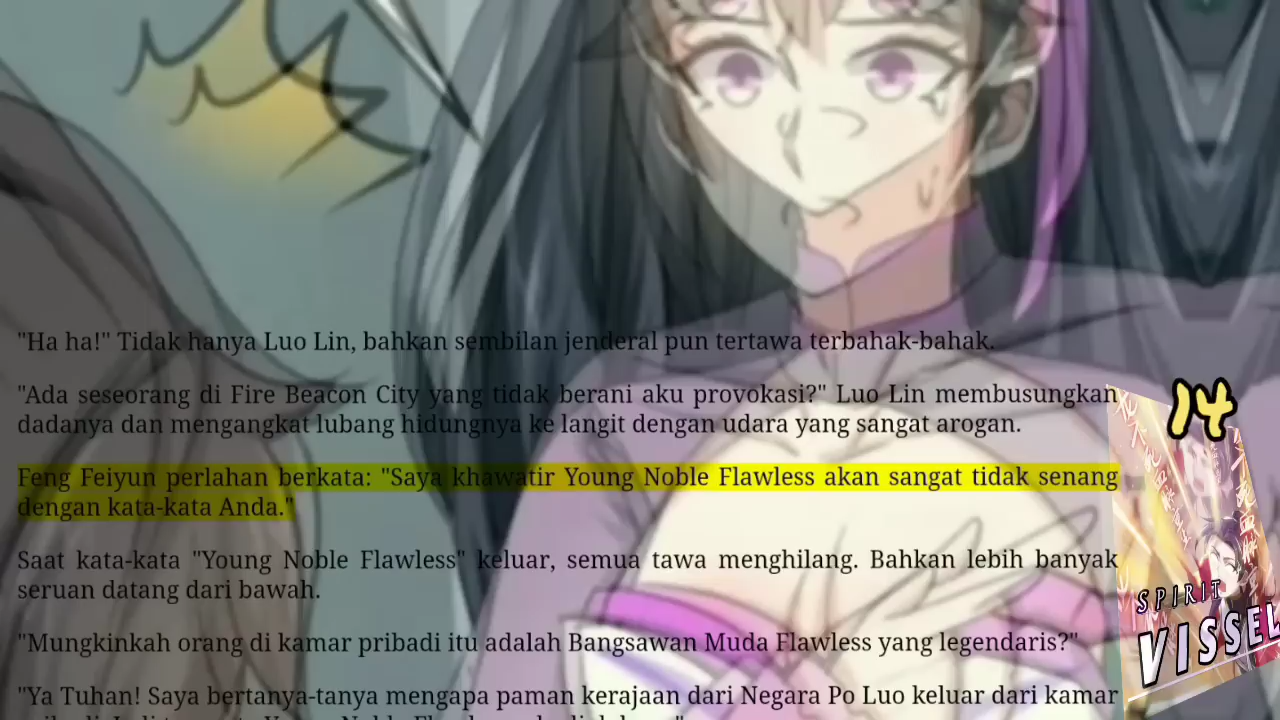 "Ha ha!" Tidak hanya Luo Lin, bahkan sembilan jenderal pun tertawa terbahak-bahak.
"Ada seseorang di Fire Beacon City yang tidak berani aku provokasi?" Luo Lin membusungkan
dadanya dan mengangkat lubang hidungnya ke langit dengan udara yang sangat arogan.
Feng Feiyun perlahan berkata: "Saya khawatir Young Noble Flawless akan sangat tidak senang
dengan kata-kata Anda."
Saat kata-kata "Young Noble Flawless" keluar, semua tawa menghilang. Bahkan lebih banyak
seruan datang dari bawah.
"Mungkinkah orang di kamar pribadi itu adalah Bangsawan Muda Flawless yang legendaris?"
"Ya Tuhan! Saya bertanya-tanya mengapa paman kerajaan dari Negara Po Luo keluar dari kamar
14
SPIRIT
VISSEL